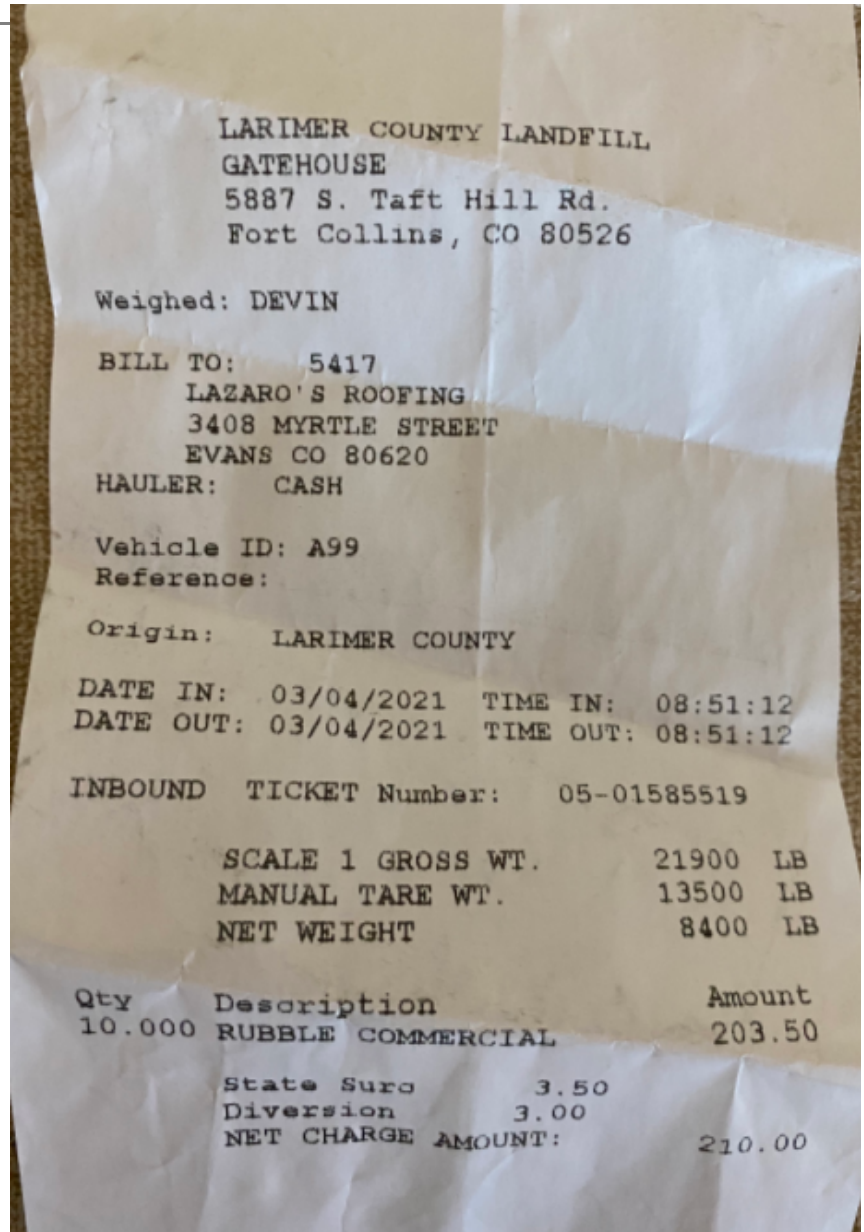 LARIMER COUNTY LANDFILL
GATEHOUSE
5887 S. Taft Hill Rd.
Fort Collins, CO 80526
Weighed: DEVIN
BILL TO: 5417
LAZARO'S ROOFING
3408 MYRTLE STREET
EVANS CO 80620
HAULER: CASH
Vehicle ID: A99
Reference:
Origin: LARIMER COUNTY
DATE IN: 03/04/2021 TIME IN: 08:51:12
DATE OUT: 03/04/2021 TIME OUT: 08:51:12
INBOUND TICKET Number: 05-01585519
SCALE 1 GROSS WT. 21900 LB
MANUAL TARE WT. 13500 LB
NET WEIGHT 8400 LB
Qty Description Amount
10.000 RUBBLE COMMERCIAL 203.50
State Surc 3.50
Diversion 3.00
NET CHARGE AMOUNT: 210.00